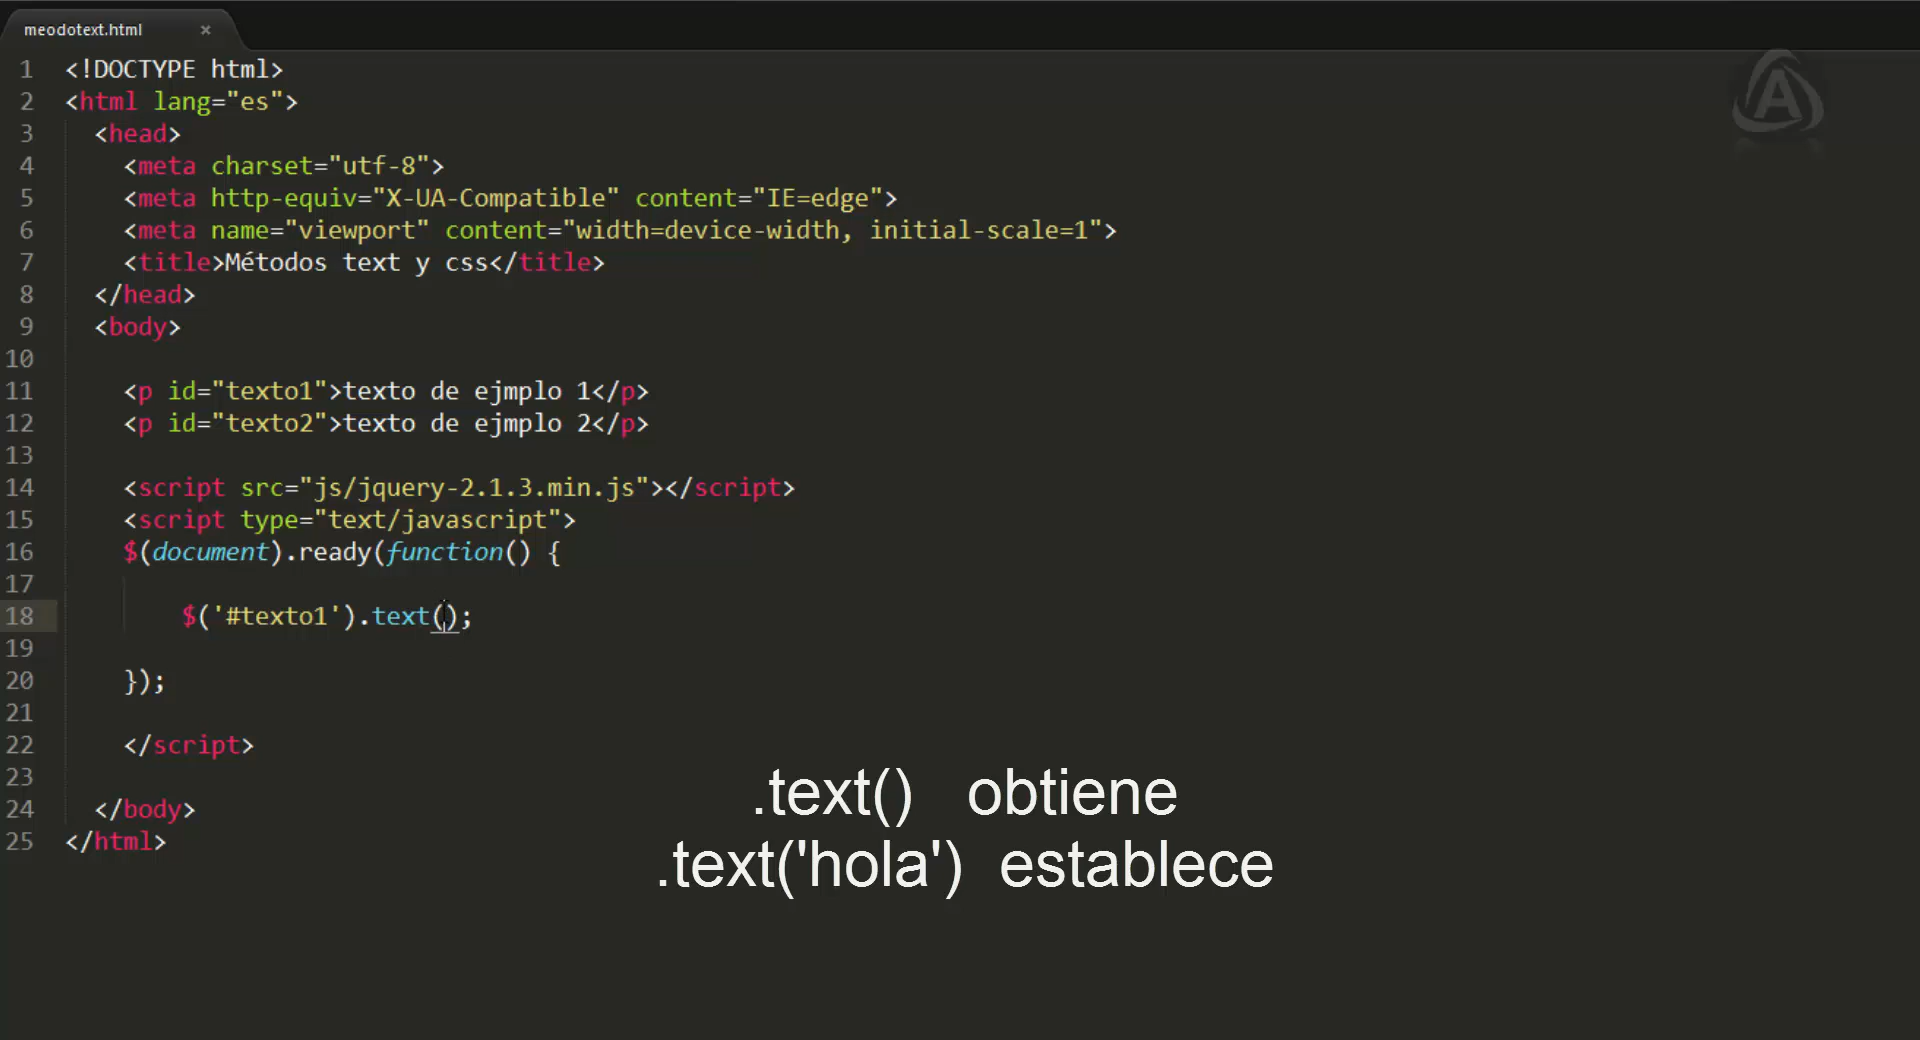 meodotext.html ×
1 <!DOCTYPE html>
2 <html lang="es">
3 <head>
4 <meta charset="utf-8">
5 <meta http-equiv="X-UA-Compatible" content="IE=edge">
6 <meta name="viewport" content="width=device-width, initial-scale=1">
7 <title>Métodos text y css</title>
8 </head>
9 <body>
10
11 <p id="texto1">texto de ejmplo 1</p>
12 <p id="texto2">texto de ejmplo 2</p>
13
14 <script src="js/jquery-2.1.3.min.js"></script>
15 <script type="text/javascript">
16 $(document).ready(function() {
17
18 $('#texto1').text();
19
20 });
21
22 </script>
23
24 </body>
25 </html>
.text() obtiene
.text('hola') establece
A